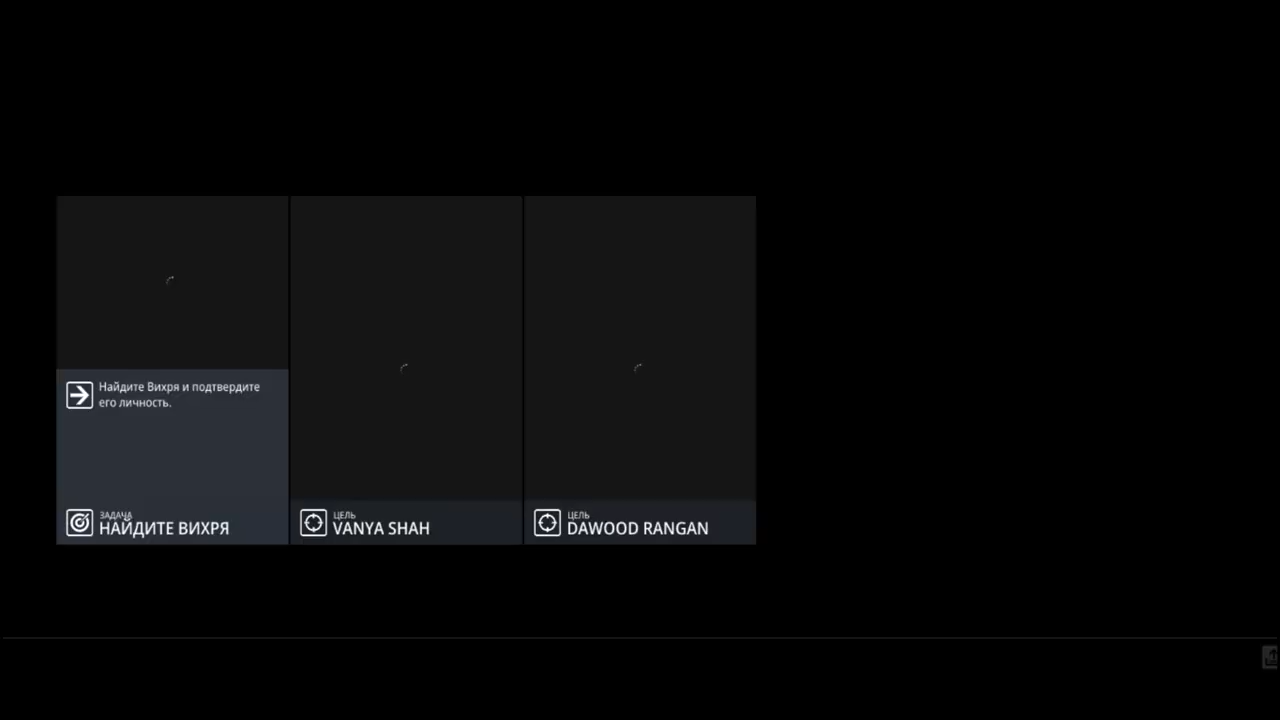 Найдите Вихря и подтвердите
его личность.
ЗАДАЧА
НАЙДИТЕ ВИХРЯ
ЦЕЛЬ
VANYA SHAH
ЦЕЛЬ
DAWOOD RANGAN